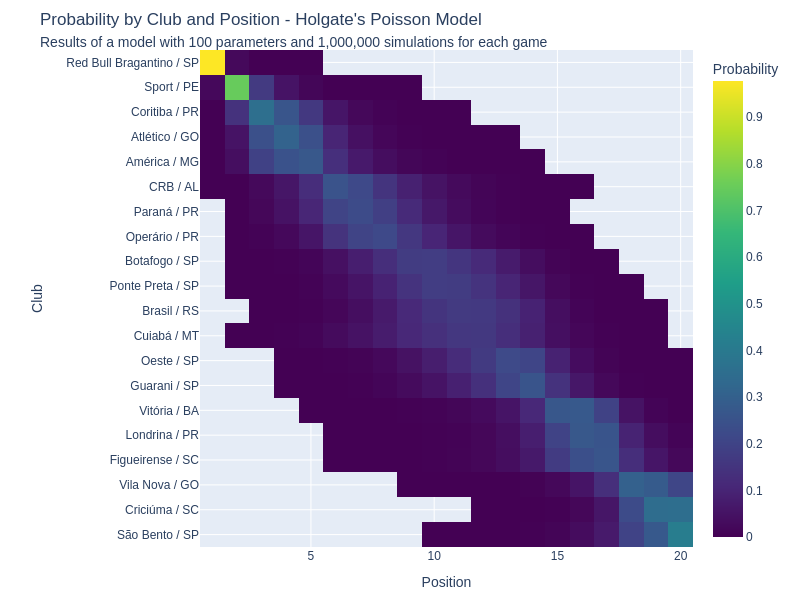 Probability by Club and Position - Holgate's Poisson Model
Results of a model with 100 parameters and 1,000,000 simulations for each game
Probability
Red Bull Bragantino / SP
Sport / PE
Coritiba / PR
Atlético / GO
América / MG
CRB / AL
Paraná / PR
Operário / PR
Botafogo / SP
Ponte Preta / SP
Brasil / RS
Cuiabá / MT
Oeste / SP
Guarani / SP
Vitória / BA
Londrina / PR
Figueirense / SC
Vila Nova / GO
Criciúma / SC
São Bento / SP
Club
5
10
15
20
Position
0.9
0.8
0.7
0.6
0.5
0.4
0.3
0.2
0.1
0